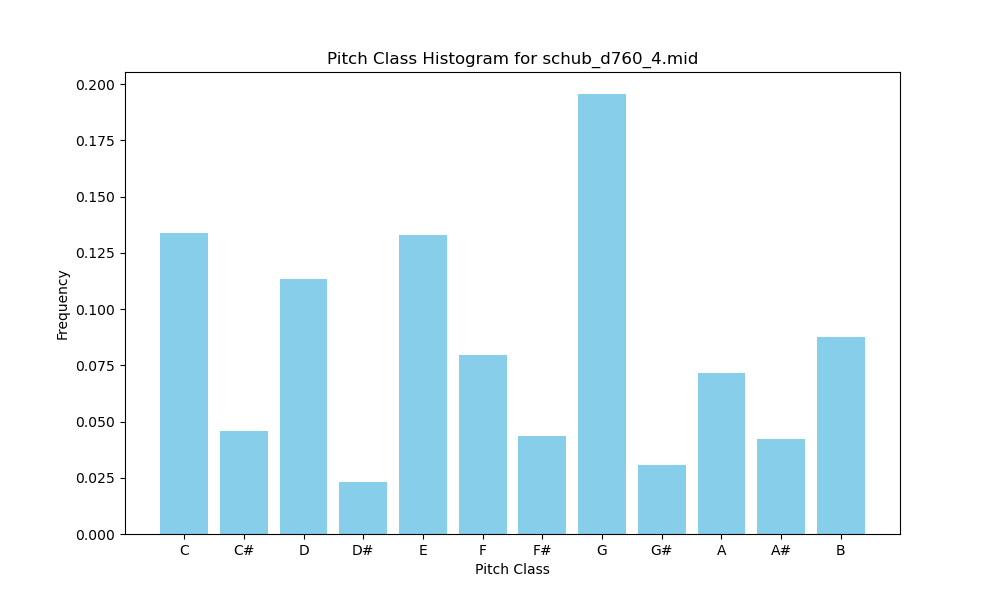 Pitch Class Histogram for schub_d760_4.mid
Frequency
0.200
0.175
0.150
0.125
0.100
0.075
0.050
0.025
0.000
C C# D D# E F F# G G# A A# B
Pitch Class